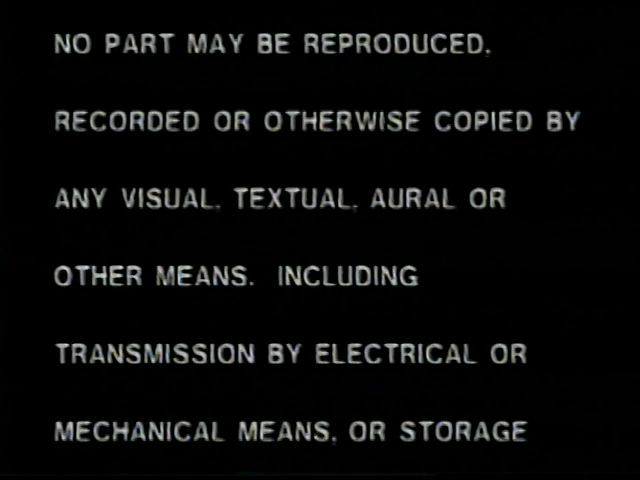 NO PART MAY BE REPRODUCED,
RECORDED OR OTHERWISE COPIED BY
ANY VISUAL, TEXTUAL, AURAL OR
OTHER MEANS. INCLUDING
TRANSMISSION BY ELECTRICAL OR
MECHANICAL MEANS, OR STORAGE